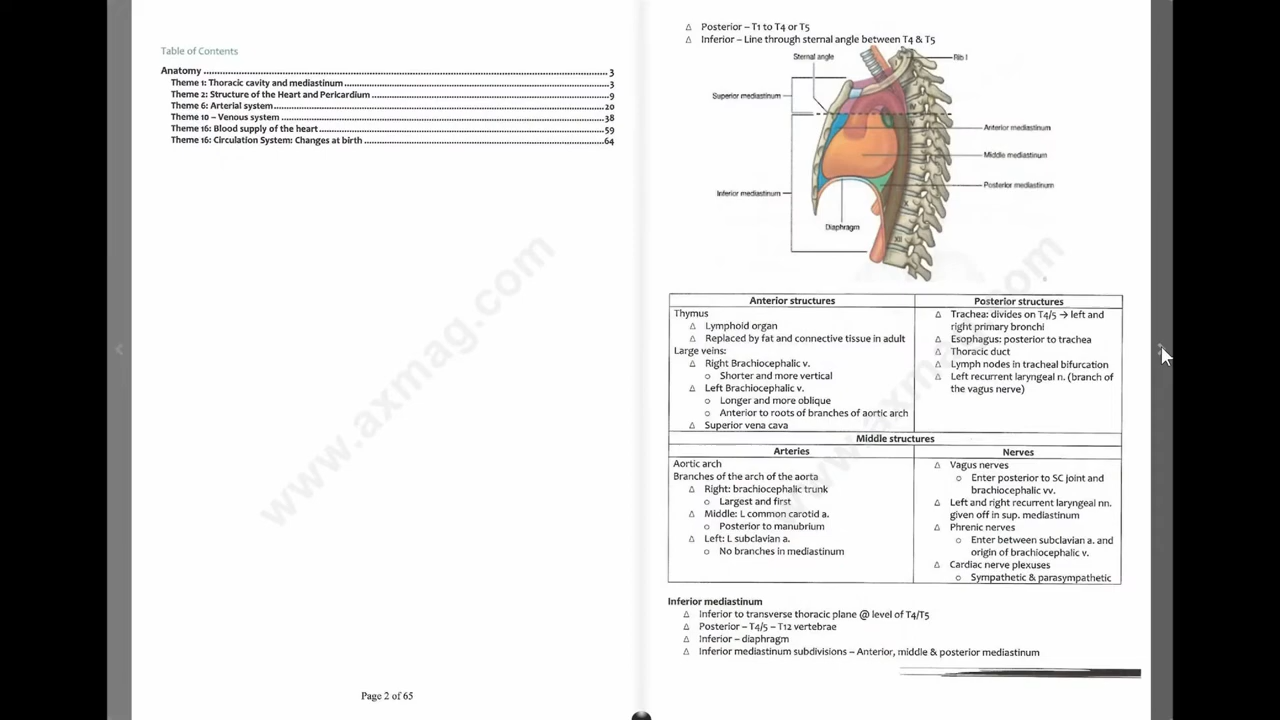 Table of Contents
Anatomy ........ 3
Theme 1: Thoracic cavity and mediastinum ........ 3
Theme 2: Structure of the Heart and Pericardium ........ 9
Theme 6: Arterial system ........ 20
Theme 10 – Venous system ........ 38
Theme 16: Blood supply of the heart ........ 59
Theme 16: Circulation System: Changes at birth ........ 64
www.axmag.com
Page 2 of 65
Δ Posterior – T1 to T4 or T5
Δ Inferior – Line through sternal angle between T4 & T5
Sternal angle
Rib I
Superior mediastinum
IV
V
Anterior mediastinum
Middle mediastinum
Posterior mediastinum
Inferior mediastinum
Diaphragm
XII
www.axmag.com
Anterior structures
Thymus
Δ Lymphoid organ
Δ Replaced by fat and connective tissue in adult
Large veins:
Δ Right Brachiocephalic v.
o Shorter and more vertical
Δ Left Brachiocephalic v.
o Longer and more oblique
o Anterior to roots of branches of aortic arch
Δ Superior vena cava
Posterior structures
Δ Trachea: divides on T4/5 → left and
right primary bronchi
Δ Esophagus: posterior to trachea
Δ Thoracic duct
Δ Lymph nodes in tracheal bifurcation
Δ Left recurrent laryngeal n. (branch of
the vagus nerve)
Middle structures
Arteries
Aortic arch
Branches of the arch of the aorta
Δ Right: brachiocephalic trunk
o Largest and first
Δ Middle: L common carotid a.
o Posterior to manubrium
Δ Left: L subclavian a.
o No branches in mediastinum
Nerves
Δ Vagus nerves
o Enter posterior to SC joint and
brachiocephalic vv.
Δ Left and right recurrent laryngeal nn.
given off in sup. mediastinum
Δ Phrenic nerves
o Enter between subclavian a. and
origin of brachiocephalic v.
Δ Cardiac nerve plexuses
o Sympathetic & parasympathetic
Inferior mediastinum
Δ Inferior to transverse thoracic plane @ level of T4/T5
Δ Posterior – T4/5 – T12 vertebrae
Δ Inferior – diaphragm
Δ Inferior mediastinum subdivisions – Anterior, middle & posterior mediastinum